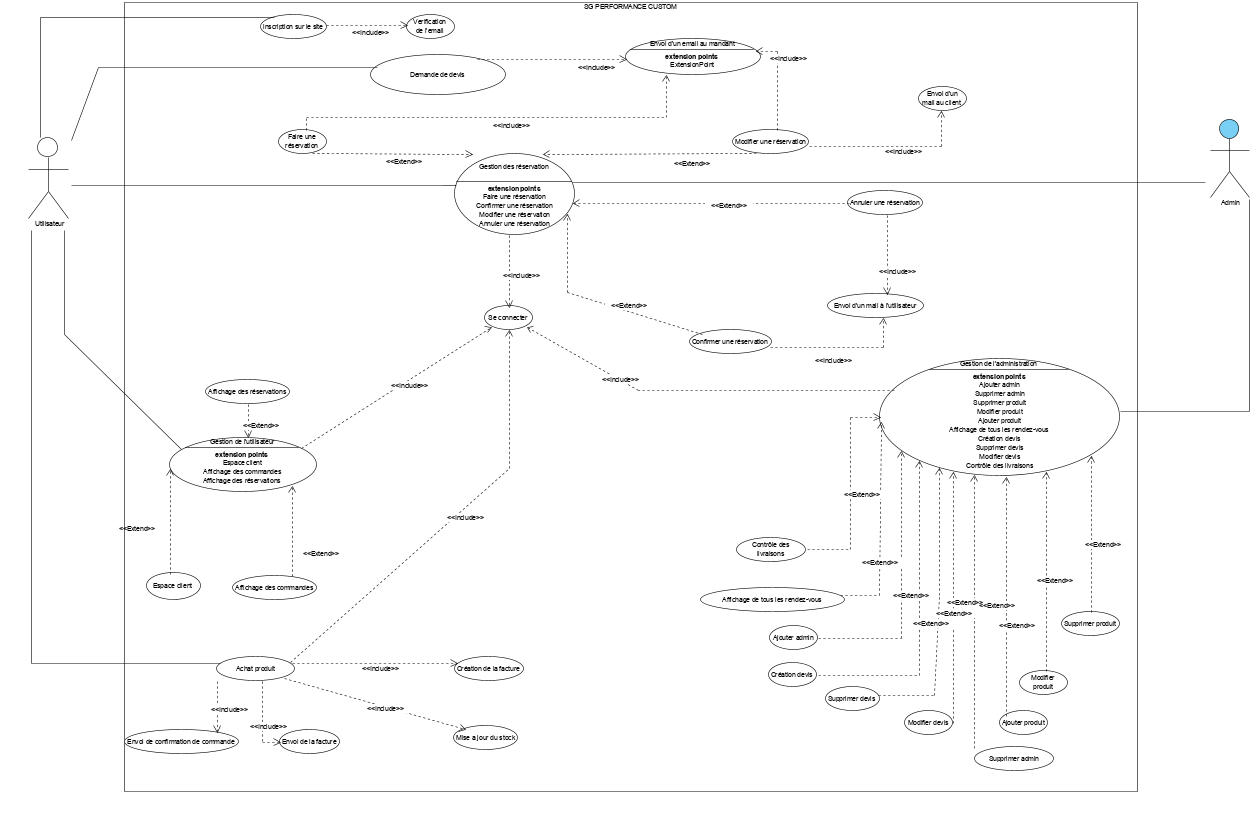 SG PERFORMANCE CUSTOM
Inscription sur le site
<<Include>>
Verification
de l'email
Envoi d'un email au mandant
extension points
ExtensionPoint
<<Include>>
Demande de devis
<<Include>>
Envoi d'un
mail au client
<<Include>>
Faire une
réservation
Modifier une réservation
<<Include>>
<<Extend>>
<<Extend>>
Gestion des réservation
extension points
Faire une réservation
Confirmer une réservation
Modifier une réservation
Annuler une réservation
Utilisateur
Admin
<<Extend>>
Annuler une réservation
<<Include>>
<<Include>>
Envoi d'un mail à l'utilisateur
<<Extend>>
Se connecter
Confirmer une réservation
<<Include>>
Gestion de l'administration
extension points
Ajouter admin
Supprimer admin
Supprimer produit
Modifier produit
Ajouter produit
Affichage de tous les rendez-vous
Création devis
Supprimer devis
Modifier devis
Contrôle des livraisons
<<Include>>
<<Include>>
Affichage des réservations
<<Extend>>
Gestion de l'utilisateur
extension points
Espace client
Affichage des commandes
Affichage des réservations
<<Extend>>
<<Include>>
<<Extend>>
<<Extend>>
Espace client
Affichage des commandes
Contrôle des
livraisons
<<Extend>>
<<Extend>>
<<Extend>>
Affichage de tous les rendez-vous
<<Extend>>
<<Extend>>
<<Extend>>
<<Extend>>
<<Extend>>
<<Extend>>
<<Extend>>
Supprimer produit
Ajouter admin
Achat produit
<<Include>>
Création de la facture
Création devis
Modifier
produit
Supprimer devis
<<Include>>
<<Include>>
<<Include>>
Modifier devis
Ajouter produit
Envoi de confirmation de commande
Envoi de la facture
Mise a jour du stock
Supprimer admin